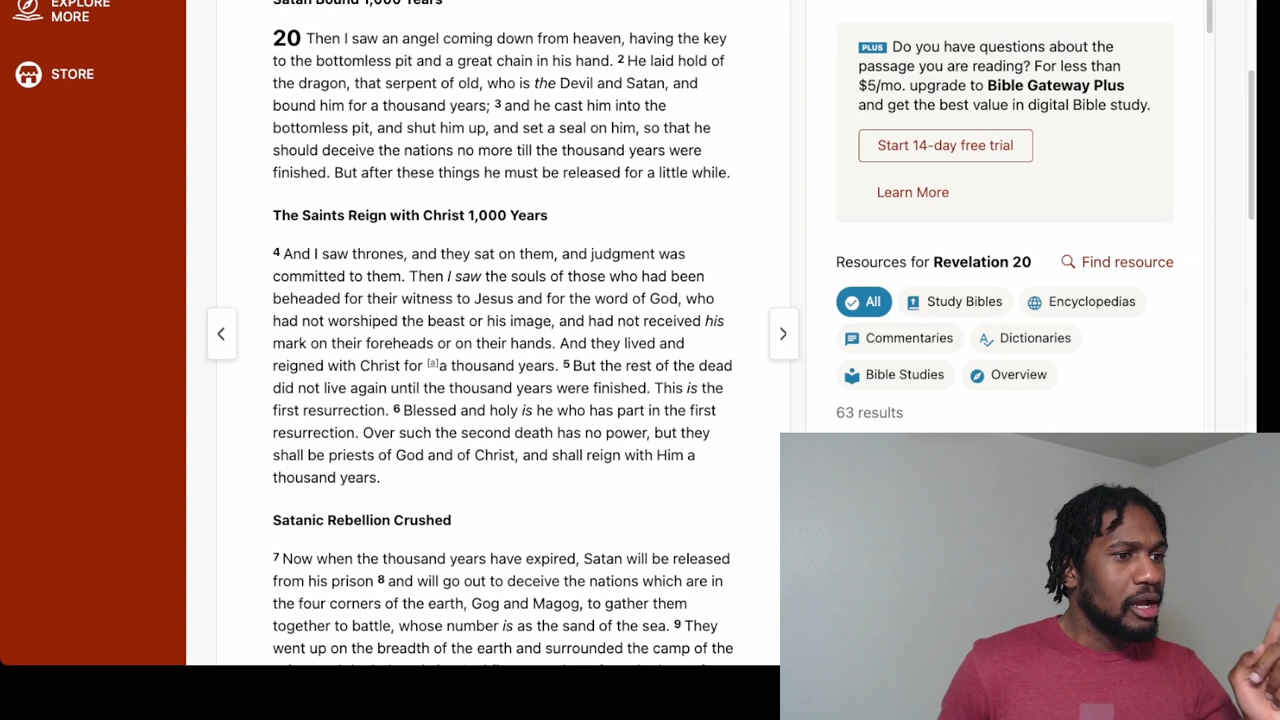 EXPLORE
MORE
STORE
Satan Bound 1,000 Years
20 Then I saw an angel coming down from heaven, having the key
to the bottomless pit and a great chain in his hand. 2 He laid hold of
the dragon, that serpent of old, who is the Devil and Satan, and
bound him for a thousand years; 3 and he cast him into the
bottomless pit, and shut him up, and set a seal on him, so that he
should deceive the nations no more till the thousand years were
finished. But after these things he must be released for a little while.
The Saints Reign with Christ 1,000 Years
4 And I saw thrones, and they sat on them, and judgment was
committed to them. Then I saw the souls of those who had been
beheaded for their witness to Jesus and for the word of God, who
had not worshiped the beast or his image, and had not received his
mark on their foreheads or on their hands. And they lived and
reigned with Christ for [a]a thousand years. 5 But the rest of the dead
did not live again until the thousand years were finished. This is the
first resurrection. 6 Blessed and holy is he who has part in the first
resurrection. Over such the second death has no power, but they
shall be priests of God and of Christ, and shall reign with Him a
thousand years.
Satanic Rebellion Crushed
7 Now when the thousand years have expired, Satan will be released
from his prison 8 and will go out to deceive the nations which are in
the four corners of the earth, Gog and Magog, to gather them
together to battle, whose number is as the sand of the sea. 9 They
went up on the breadth of the earth and surrounded the camp of the
PLUS Do you have questions about the
passage you are reading? For less than
$5/mo. upgrade to Bible Gateway Plus
and get the best value in digital Bible study.
Start 14-day free trial
Learn More
Resources for Revelation 20 Find resource
All Study Bibles Encyclopedias
Commentaries Dictionaries
Bible Studies Overview
63 results